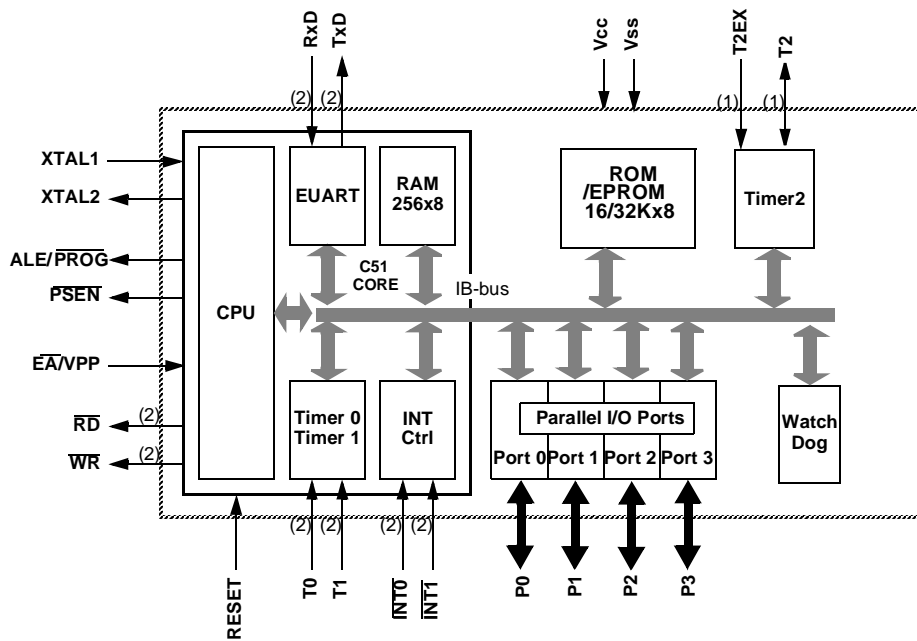 RxD
TxD
Vcc
Vss
T2EX
T2
(2) (2)
(1) (1)
XTAL1
XTAL2
ALE/PROG
PSEN
EA/VPP
RD
(2)
WR
(2)
CPU
EUART
RAM
256x8
C51
CORE
IB-bus
ROM
/EPROM
16/32Kx8
Timer2
Timer 0
Timer 1
INT
Ctrl
Parallel I/O Ports
Port 0 Port 1 Port 2 Port 3
Watch
Dog
(2) (2) (2) (2)
RESET
T0
T1
INT0
INT1
P0
P1
P2
P3